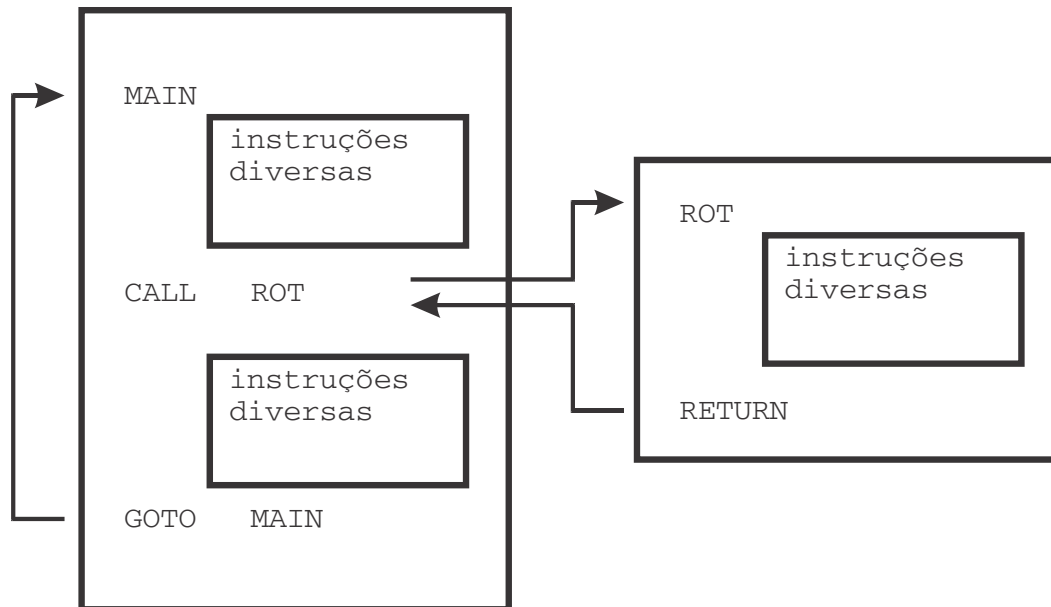 MAIN
instruções
diversas
CALL ROT
instruções
diversas
GOTO MAIN
ROT
instruções
diversas
RETURN